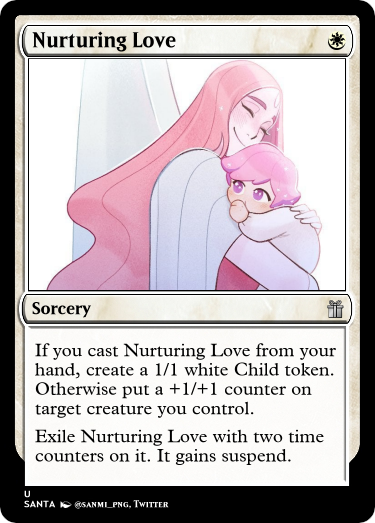 Nurturing Love
Sorcery
If you cast Nurturing Love from your
hand, create a 1/1 white Child token.
Otherwise put a +1/+1 counter on
target creature you control.
Exile Nurturing Love with two time
counters on it. It gains suspend.
U
SANTA @SANMI_PNG, TWITTER